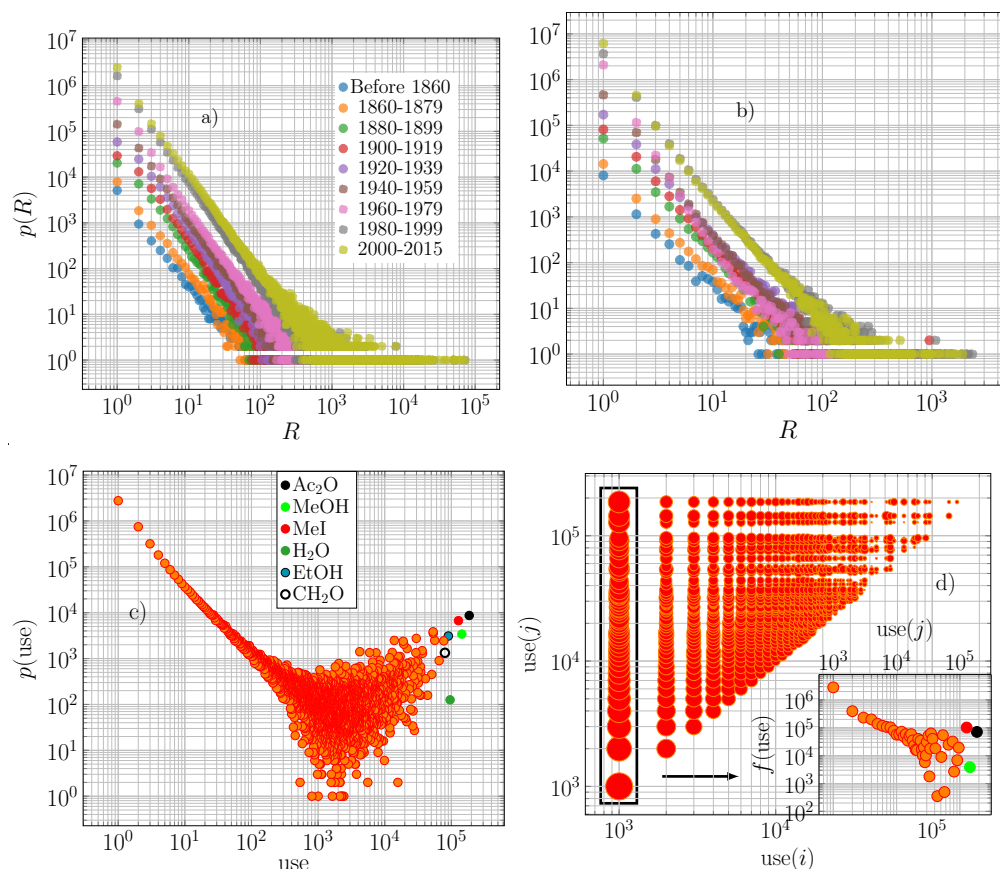 10^7
10^6
10^5
10^4
10^3
10^2
10^1
10^0
p(R)
a)
Before 1860
1860-1879
1880-1899
1900-1919
1920-1939
1940-1959
1960-1979
1980-1999
2000-2015
10^0 10^1 10^2 10^3 10^4 10^5
R
10^7
10^6
10^5
10^4
10^3
10^2
10^1
10^0
b)
10^0 10^1 10^2 10^3
R
10^7
10^6
10^5
10^4
10^3
10^2
10^1
10^0
p(use)
c)
Ac₂O
MeOH
MeI
H₂O
EtOH
CH₂O
10^0 10^1 10^2 10^3 10^4 10^5
use
10^5
10^4
10^3
use(j)
d)
use(j)
10^3 10^4 10^5
10^6
10^5
10^4
10^3
10^2
f(use)
10^3 10^4 10^5
use(i)